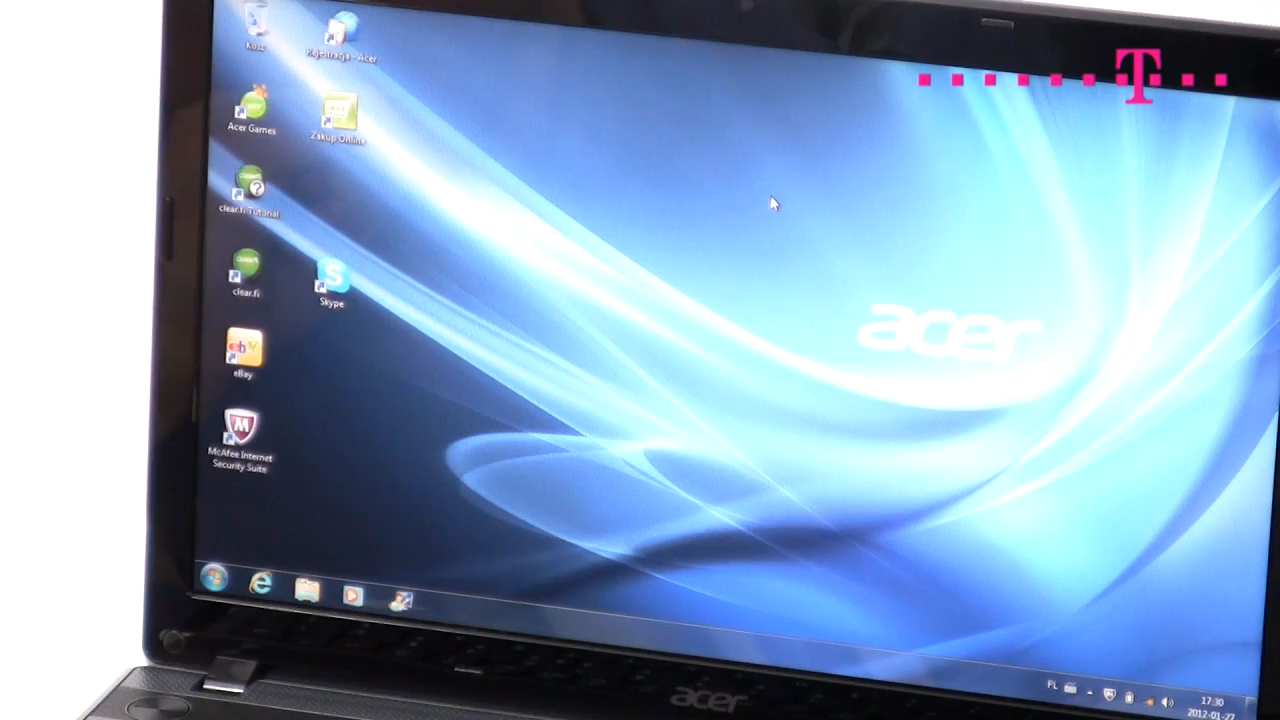 Kosz
Rejestracja - Acer
Acer Games
Zakup Online
clear.fi Tutorial
clear.fi
Skype
eBay
McAfee Internet
Security Suite
acer
T
PL
17:30
2012-01-27
acer